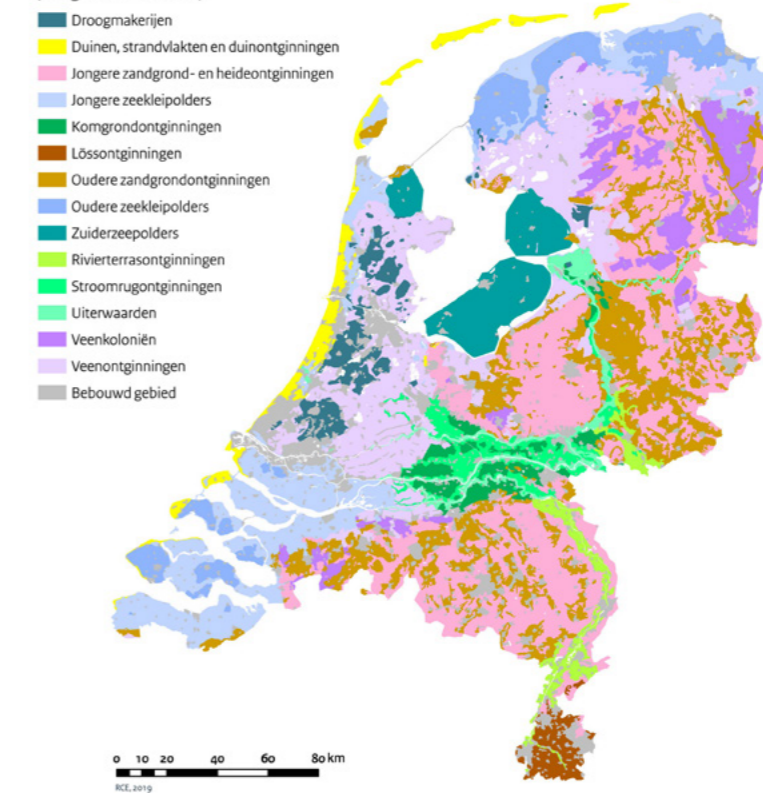 Droogmakerijen
Duinen, strandvlakten en duinontginningen
Jongere zandgrond- en heideontginningen
Jongere zeekleipolders
Komgrondontginningen
Lössontginningen
Oudere zandgrondontginningen
Oudere zeekleipolders
Zuiderzeepolders
Rivierterrasontginningen
Stroomrugontginningen
Uiterwaarden
Veenkoloniën
Veenontginningen
Bebouwd gebied
0 10 20 40 60 80 km
RCE, 2019